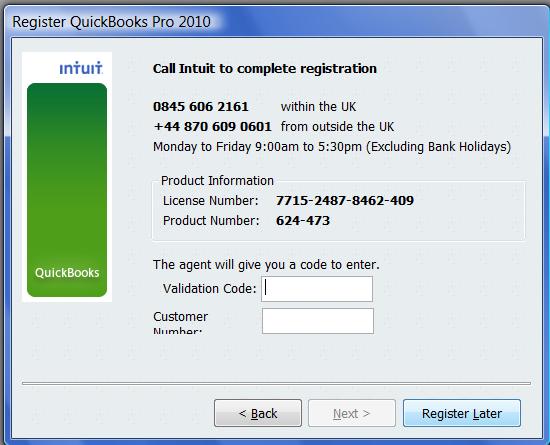 Register QuickBooks Pro 2010
intuit
Call Intuit to complete registration
0845 606 2161 within the UK
+44 870 609 0601 from outside the UK
Monday to Friday 9:00am to 5:30pm (Excluding Bank Holidays)
Product Information
License Number: 7715-2487-8462-409
Product Number: 624-473
QuickBooks
The agent will give you a code to enter.
Validation Code:
Customer
Number:
< Back
Next >
Register Later